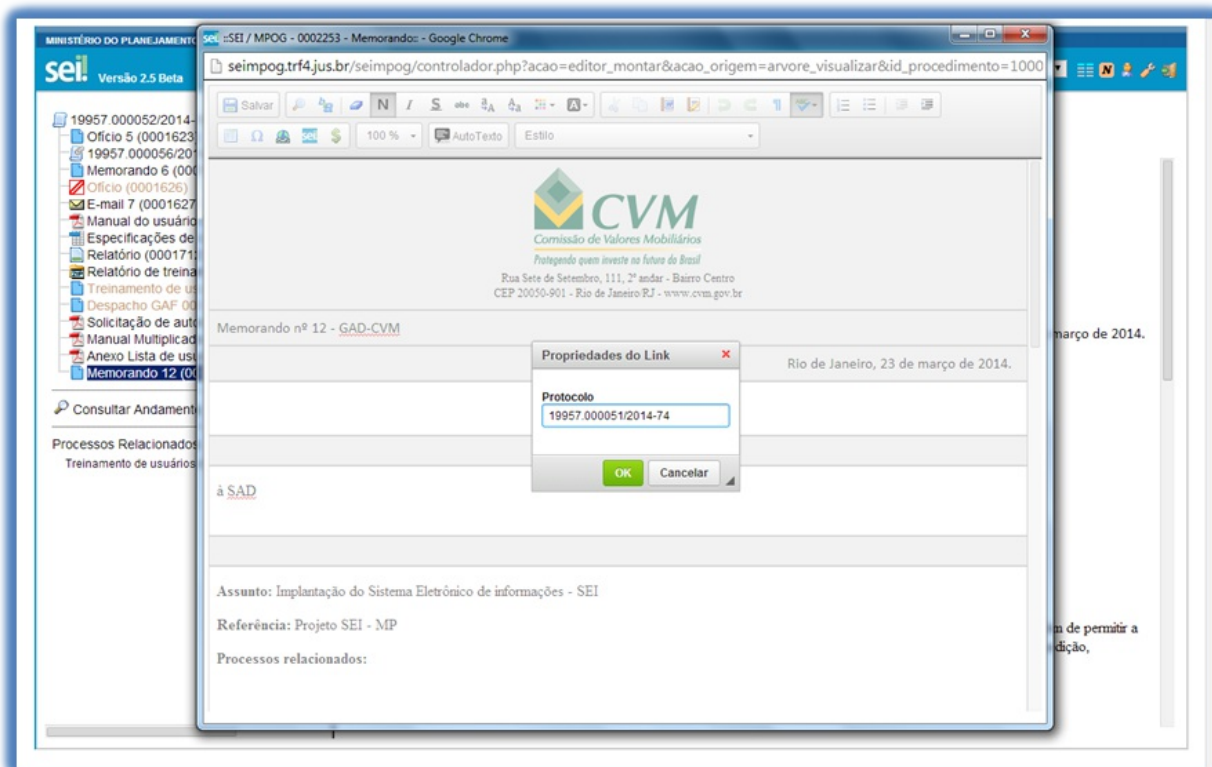 MINISTÉRIO DO PLANEJAMENTO
sei! Versão 2.5 Beta
19957.000052/2014-
Ofício 5 (0001623
19957.000056/201
Memorando 6 (000
Ofício (0001626)
E-mail 7 (0001627
Manual do usuário
Especificações de
Relatório (000171
Relatório de treina
Treinamento de us
Despacho GAF 00
Solicitação de auto
Manual Multiplicad
Anexo Lista de usu
Memorando 12 (00
Consultar Andament
Processos Relacionados
Treinamento de usuários
sei. ::SEI / MPOG - 0002253 - Memorando:: - Google Chrome
seimpog.trf4.jus.br/seimpog/controlador.php?acao=editor_montar&acao_origem=arvore_visualizar&id_procedimento=1000
Salvar N I S abc
sei $ 100 % AutoTexto Estilo
CVM
Comissão de Valores Mobiliários
Protegendo quem investe no futuro do Brasil
Rua Sete de Setembro, 111, 2º andar - Bairro Centro
CEP 20050-901 - Rio de Janeiro/RJ - www.cvm.gov.br
Memorando nº 12 - GAD-CVM
Rio de Janeiro, 23 de março de 2014.
Propriedades do Link
Protocolo
19957.000051/2014-74
OK Cancelar
à SAD
Assunto: Implantação do Sistema Eletrônico de informações - SEI
Referência: Projeto SEI - MP
Processos relacionados:
março de 2014.
m de permitir a
dição,